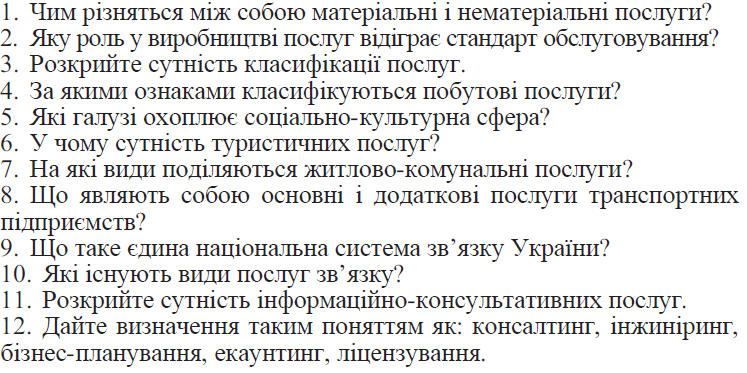 1. Чим різняться між собою матеріальні і нематеріальні послуги?
2. Яку роль у виробництві послуг відіграє стандарт обслуговування?
3. Розкрийте сутність класифікації послуг.
4. За якими ознаками класифікуються побутові послуги?
5. Які галузі охоплює соціально-культурна сфера?
6. У чому сутність туристичних послуг?
7. На які види поділяються житлово-комунальні послуги?
8. Що являють собою основні і додаткові послуги транспортних
підприємств?
9. Що таке єдина національна система зв’язку України?
10. Які існують види послуг зв’язку?
11. Розкрийте сутність інформаційно-консультативних послуг.
12. Дайте визначення таким поняттям як: консалтинг, інжиніринг,
бізнес-планування, екаунтинг, ліцензування.